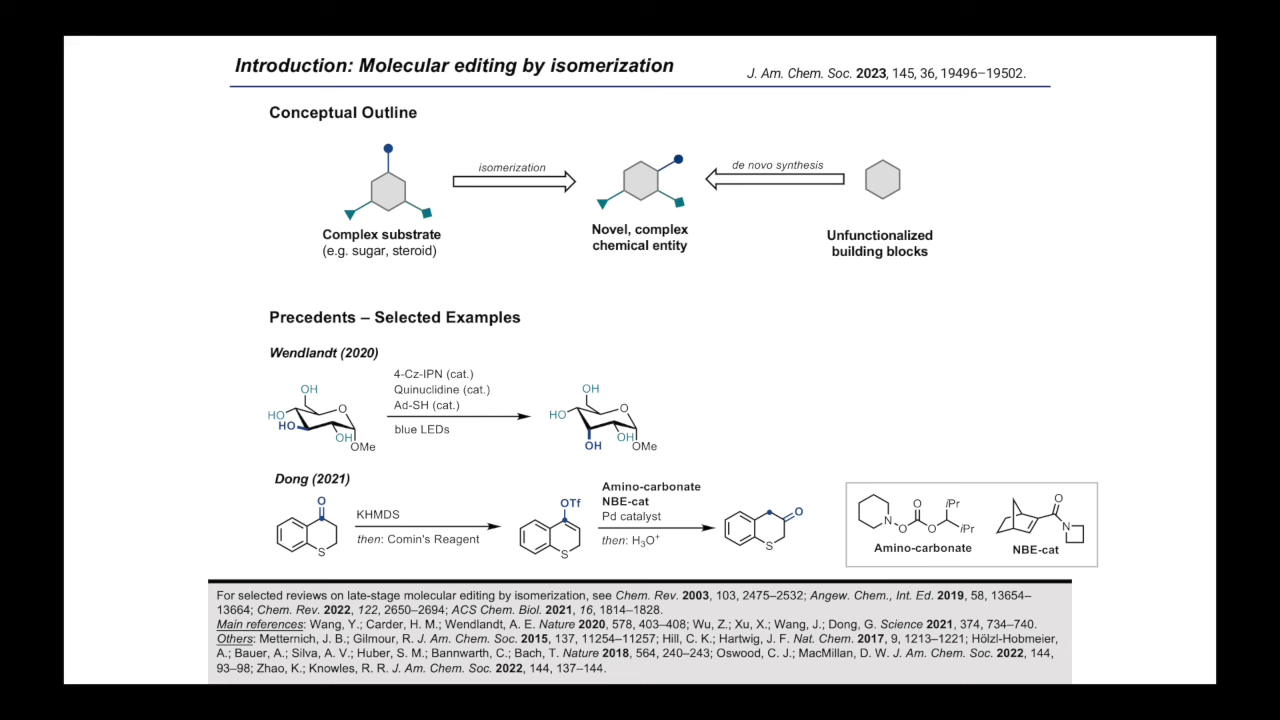 Introduction: Molecular editing by isomerization
J. Am. Chem. Soc. 2023, 145, 36, 19496–19502.
Conceptual Outline
isomerization
de novo synthesis
Complex substrate
(e.g. sugar, steroid)
Novel, complex
chemical entity
Unfunctionalized
building blocks
Precedents – Selected Examples
Wendlandt (2020)
OH
HO
HO
O
OH
OMe
4-Cz-IPN (cat.)
Quinuclidine (cat.)
Ad-SH (cat.)
blue LEDs
OH
HO
O
OH
OH
OMe
Dong (2021)
O
S
KHMDS
then: Comin's Reagent
OTf
S
Amino-carbonate
NBE-cat
Pd catalyst
then: H₃O⁺
O
S
N
O
O
O
iPr
iPr
Amino-carbonate
O
N
NBE-cat
For selected reviews on late-stage molecular editing by isomerization, see Chem. Rev. 2003, 103, 2475–2532; Angew. Chem., Int. Ed. 2019, 58, 13654–
13664; Chem. Rev. 2022, 122, 2650–2694; ACS Chem. Biol. 2021, 16, 1814–1828.
Main references: Wang, Y.; Carder, H. M.; Wendlandt, A. E. Nature 2020, 578, 403–408; Wu, Z.; Xu, X.; Wang, J.; Dong, G. Science 2021, 374, 734–740.
Others: Metternich, J. B.; Gilmour, R. J. Am. Chem. Soc. 2015, 137, 11254–11257; Hill, C. K.; Hartwig, J. F. Nat. Chem. 2017, 9, 1213–1221; Hölzl-Hobmeier,
A.; Bauer, A.; Silva, A. V.; Huber, S. M.; Bannwarth, C.; Bach, T. Nature 2018, 564, 240–243; Oswood, C. J.; MacMillan, D. W. J. Am. Chem. Soc. 2022, 144,
93–98; Zhao, K.; Knowles, R. R. J. Am. Chem. Soc. 2022, 144, 137–144.